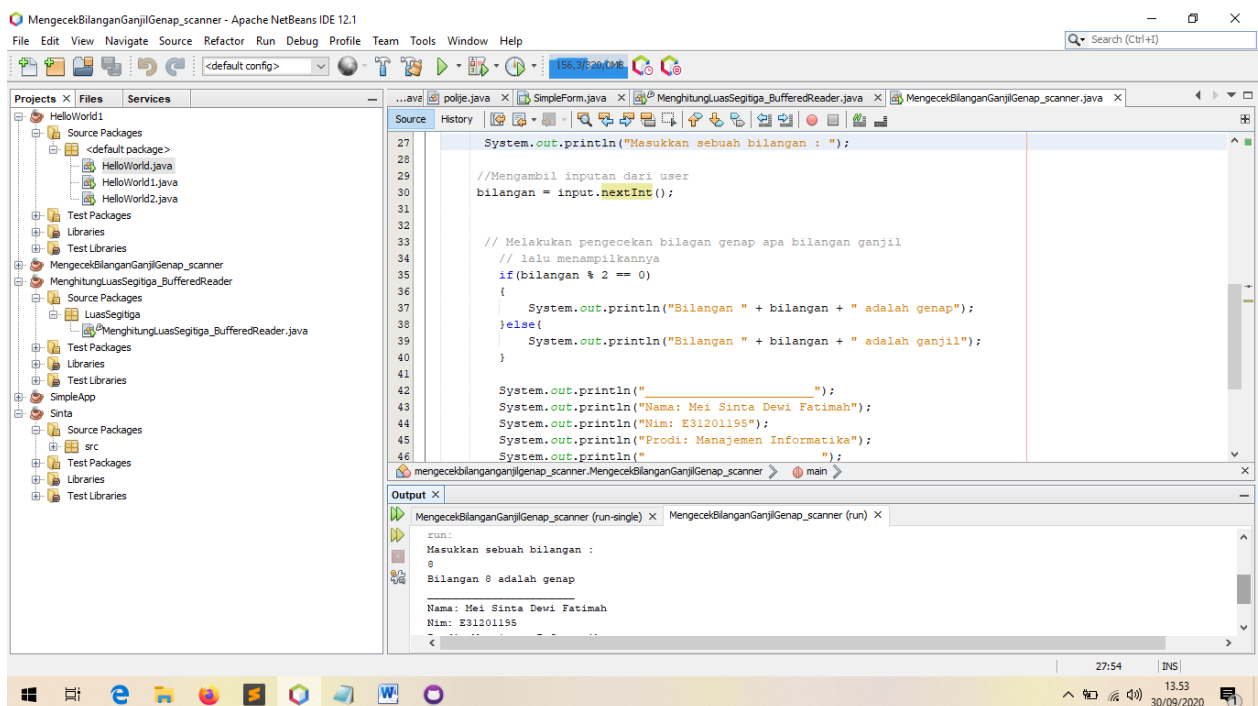 MengecekBilanganGanjilGenap_scanner - Apache NetBeans IDE 12.1
File Edit View Navigate Source Refactor Run Debug Profile Team Tools Window Help
Search (Ctrl+I)
<default config>
156,3/320,0MB
Projects Files Services
HelloWorld1
Source Packages
<default package>
HelloWorld.java
HelloWorld1.java
HelloWorld2.java
Test Packages
Libraries
Test Libraries
MengecekBilanganGanjilGenap_scanner
MenghitungLuasSegitiga_BufferedReader
Source Packages
LuasSegitiga
MenghitungLuasSegitiga_BufferedReader.java
Test Packages
Libraries
Test Libraries
SimpleApp
Sinta
Source Packages
src
Test Packages
Libraries
Test Libraries
...ava polije.java SimpleForm.java MenghitungLuasSegitiga_BufferedReader.java MengecekBilanganGanjilGenap_scanner.java
Source History
27 System.out.println("Masukkan sebuah bilangan : ");
28
29 //Mengambil inputan dari user
30 bilangan = input.nextInt();
31
32
33 // Melakukan pengecekan bilagan genap apa bilangan ganjil
34 // lalu menampilkannya
35 if(bilangan % 2 == 0)
36 {
37 System.out.println("Bilangan " + bilangan + " adalah genap");
38 }else{
39 System.out.println("Bilangan " + bilangan + " adalah ganjil");
40 }
41
42 System.out.println("________________________");
43 System.out.println("Nama: Mei Sinta Dewi Fatimah");
44 System.out.println("Nim: E31201195");
45 System.out.println("Prodi: Manajemen Informatika");
46 System.out.println(" ");
mengecekbilanganganjilgenap_scanner.MengecekBilanganGanjilGenap_scanner main
Output
MengecekBilanganGanjilGenap_scanner (run-single) MengecekBilanganGanjilGenap_scanner (run)
run:
Masukkan sebuah bilangan :
8
Bilangan 8 adalah genap
________________________
Nama: Mei Sinta Dewi Fatimah
Nim: E31201195
27:54 INS
13.53
30/09/2020